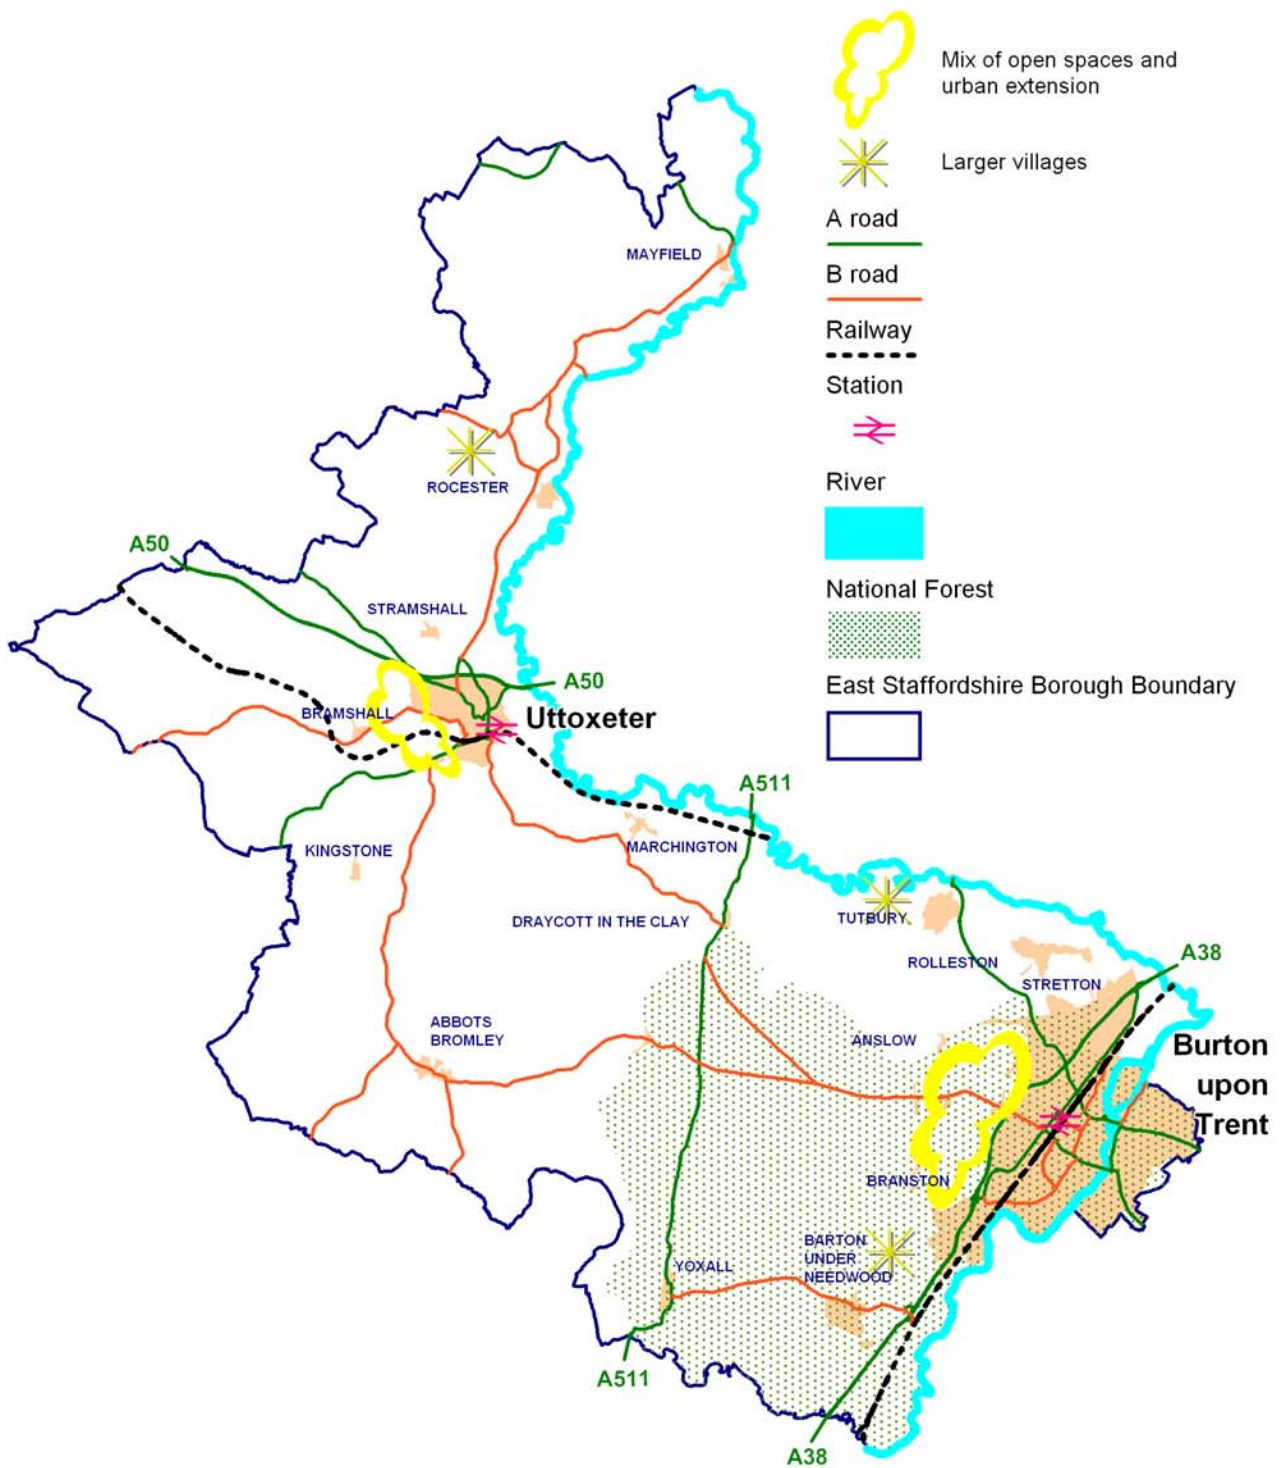 Mix of open spaces and
urban extension
Larger villages
A road
B road
Railway
Station
River
National Forest
East Staffordshire Borough Boundary
MAYFIELD
ROCESTER
A50
STRAMSHALL
A50
BRAMSHALL
Uttoxeter
A511
KINGSTONE
MARCHINGTON
DRAYCOTT IN THE CLAY
TUTBURY
ROLLESTON
A38
STRETTON
ABBOTS
BROMLEY
ANSLOW
Burton
upon
Trent
BRANSTON
BARTON
UNDER
NEEDWOOD
YOXALL
A511
A38